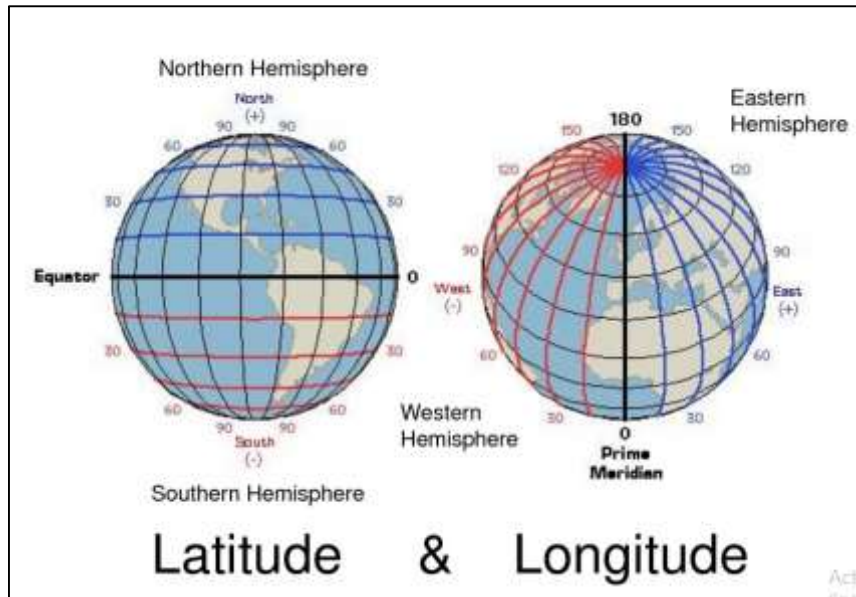 Northern Hemisphere
North
(+)
90 90
60 60
30 30
Equator 0
30 30
60 60
90 90
South
(-)
Southern Hemisphere
Eastern
Hemisphere
180
150 150
120 120
90 90
West
(-)
East
(+)
60 60
30 30
Western
Hemisphere
0
Prime
Meridian
Latitude & Longitude
Act